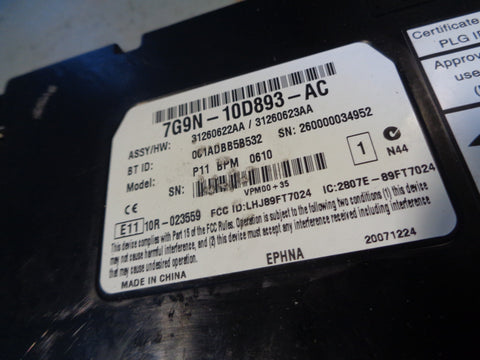 7G9N-10D893-AC
ASSY/HW: 31260622AA / 31260623AA
BT ID: 001ADBB5B532 SN: 260000034952
Model: P11 BPM 0610
SN:
VPM00+35
1
N44
CE
E11 10R-023559 FCC ID:LHJ89FT7024 IC:2807E-89FT7024
This device complies with Part 15 of the FCC Rules. Operation is subject to the following two conditions (1) this device may
not cause harmful interference, and (2) this device must accept any interference received, including interference
that may cause undesired operation.
EPHNA
20071224
MADE IN CHINA
Certificate
PLG I
Approv
use